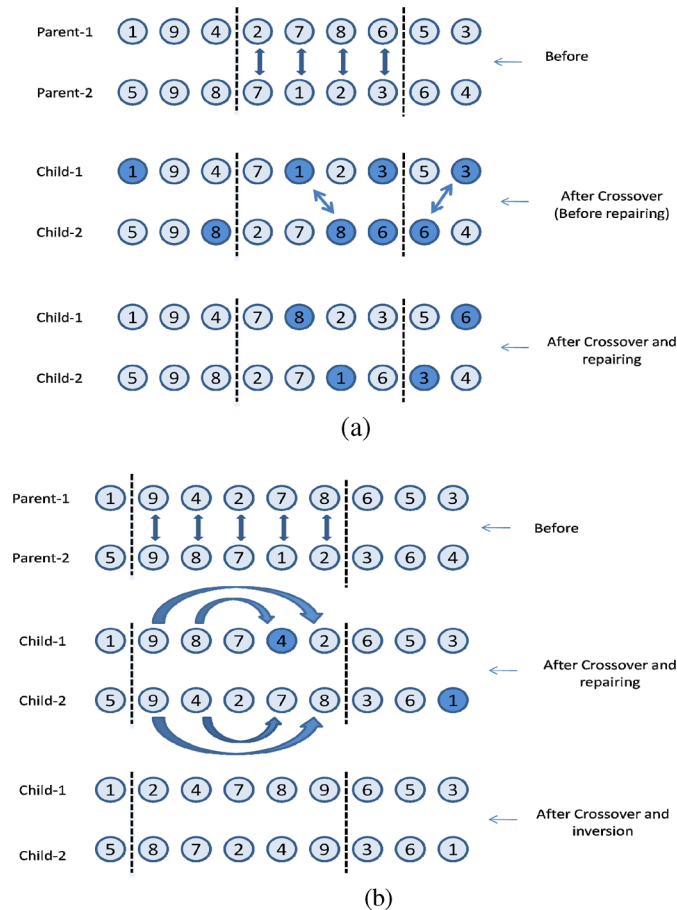 Parent-1 1 9 4 2 7 8 6 5 3
Before
Parent-2 5 9 8 7 1 2 3 6 4
Child-1 1 9 4 7 1 2 3 5 3
After Crossover
(Before repairing)
Child-2 5 9 8 2 7 8 6 6 4
Child-1 1 9 4 7 8 2 3 5 6
After Crossover and
repairing
Child-2 5 9 8 2 7 1 6 3 4
(a)
Parent-1 1 9 4 2 7 8 6 5 3
Before
Parent-2 5 9 8 7 1 2 3 6 4
Child-1 1 9 8 7 4 2 6 5 3
After Crossover and
repairing
Child-2 5 9 4 2 7 8 3 6 1
Child-1 1 2 4 7 8 9 6 5 3
After Crossover and
inversion
Child-2 5 8 7 2 4 9 3 6 1
(b)